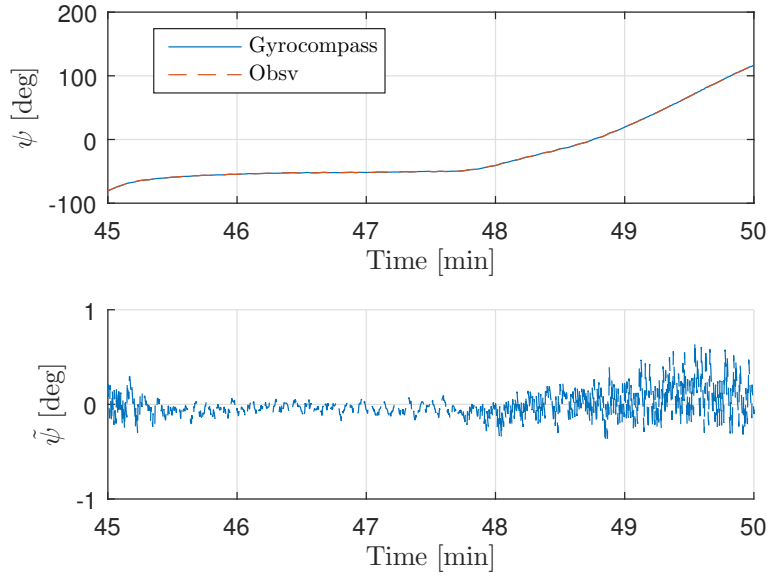 200
100
0
-100
ψ [deg]
Gyrocompass
Obsv
45 46 47 48 49 50
Time [min]
1
0
-1
ψ̃ [deg]
45 46 47 48 49 50
Time [min]